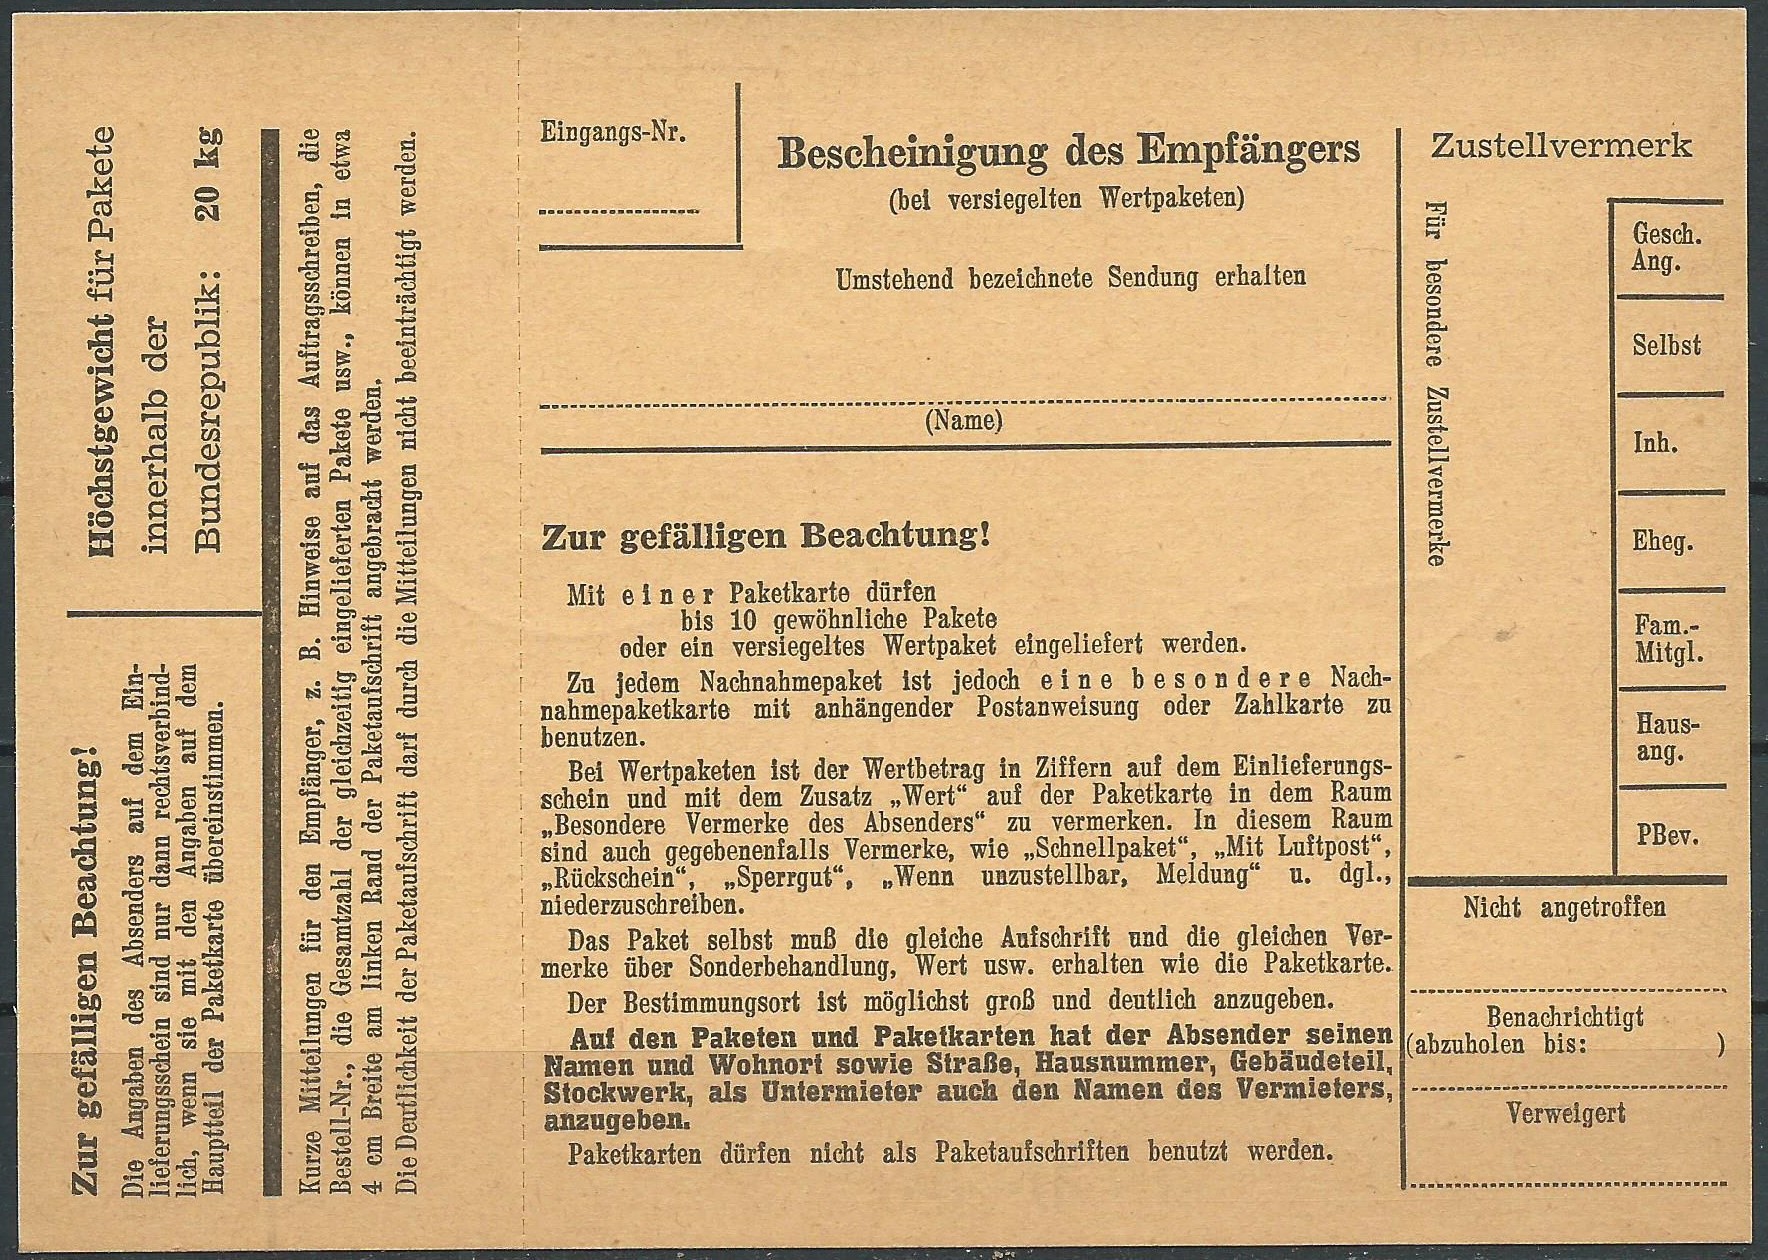 Höchstgewicht für Pakete
innerhalb der
Bundesrepublik: 20 kg
Zur gefälligen Beachtung!
Die Angaben des Absenders auf dem Ein-
lieferungsschein sind nur dann rechtsverbind-
lich, wenn sie mit den Angaben auf dem
Hauptteil der Paketkarte übereinstimmen.
Kurze Mitteilungen für den Empfänger, z. B. Hinweise auf das Auftragsschreiben, die
Bestell-Nr., die Gesamtzahl der gleichzeitig eingelieferten Pakete usw., können in etwa
4 cm Breite am linken Rand der Paketaufschrift angebracht werden.
Die Deutlichkeit der Paketaufschrift darf durch die Mitteilungen nicht beeinträchtigt werden.
Eingangs-Nr.
Bescheinigung des Empfängers
(bei versiegelten Wertpaketen)
Umstehend bezeichnete Sendung erhalten
(Name)
Zur gefälligen Beachtung!
Mit einer Paketkarte dürfen
bis 10 gewöhnliche Pakete
oder ein versiegeltes Wertpaket eingeliefert werden.
Zu jedem Nachnahmepaket ist jedoch eine besondere Nach-
nahmepaketkarte mit anhängender Postanweisung oder Zahlkarte zu
benutzen.
Bei Wertpaketen ist der Wertbetrag in Ziffern auf dem Einlieferungs-
schein und mit dem Zusatz „Wert“ auf der Paketkarte in dem Raum
„Besondere Vermerke des Absenders“ zu vermerken. In diesem Raum
sind auch gegebenenfalls Vermerke, wie „Schnellpaket“, „Mit Luftpost“,
„Rückschein“, „Sperrgut“, „Wenn unzustellbar, Meldung“ u. dgl.,
niederzuschreiben.
Das Paket selbst muß die gleiche Aufschrift und die gleichen Ver-
merke über Sonderbehandlung, Wert usw. erhalten wie die Paketkarte.
Der Bestimmungsort ist möglichst groß und deutlich anzugeben.
Auf den Paketen und Paketkarten hat der Absender seinen
Namen und Wohnort sowie Straße, Hausnummer, Gebäudeteil,
Stockwerk, als Untermieter auch den Namen des Vermieters,
anzugeben.
Paketkarten dürfen nicht als Paketaufschriften benutzt werden.
Zustellvermerk
Für besondere Zustellvermerke
Gesch.
Ang.
Selbst
Inh.
Eheg.
Fam.-
Mitgl.
Haus-
ang.
PBev.
Nicht angetroffen
Benachrichtigt
(abzuholen bis: )
Verweigert